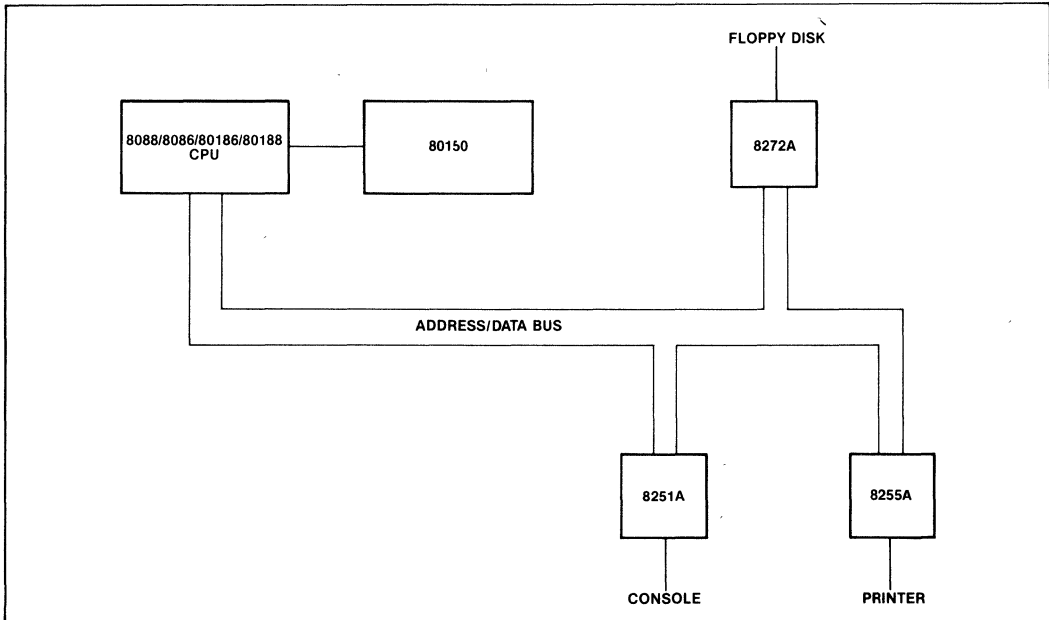 FLOPPY DISK
8088/8086/80186/80188
CPU
80150
8272A
ADDRESS/DATA BUS
8251A
8255A
CONSOLE
PRINTER